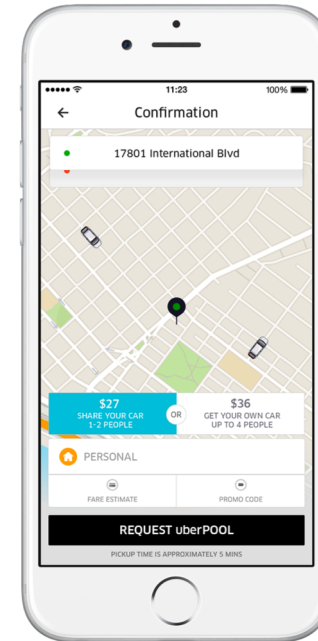 11:23
100%
Confirmation
17801 International Blvd
$27
SHARE YOUR CAR
1-2 PEOPLE
OR
$36
GET YOUR OWN CAR
UP TO 4 PEOPLE
PERSONAL
FARE ESTIMATE
PROMO CODE
REQUEST uberPOOL
PICKUP TIME IS APPROXIMATELY 5 MINS